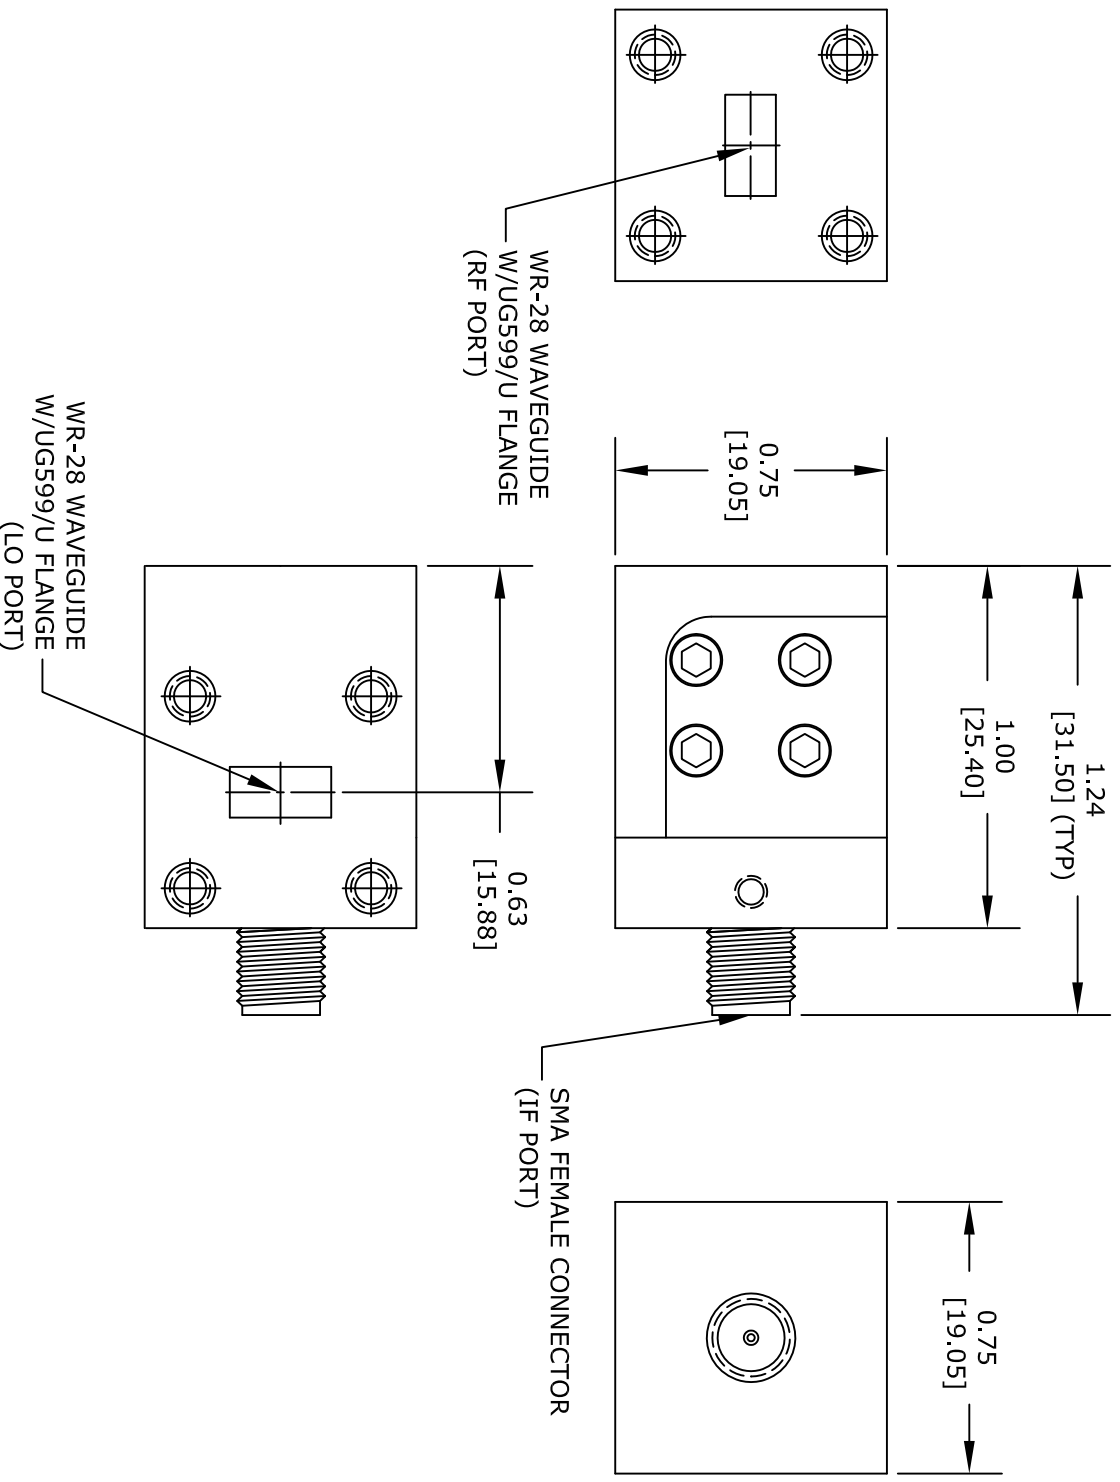 1.24
[31.50] (TYP)
1.00
[25.40]
0.75
[19.05]
0.75
[19.05]
WR-28 WAVEGUIDE
W/UG599/U FLANGE
(RF PORT)
SMA FEMALE CONNECTOR
(IF PORT)
0.63
[15.88]
WR-28 WAVEGUIDE
W/UG599/U FLANGE
(LO PORT)